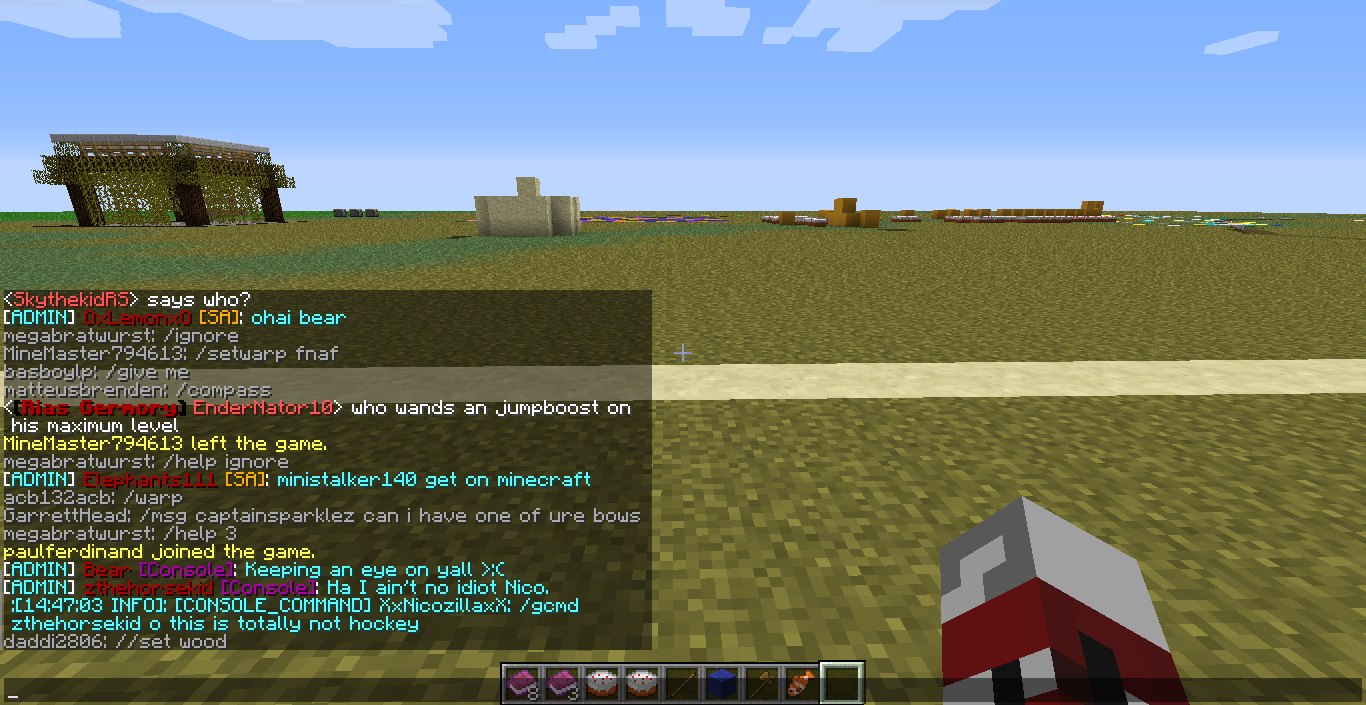 <SkythekidRS> says who?
[ADMIN] 0xLemonx0 [SA]: ohai bear
megabratwurst: /ignore
MineMaster794613: /setwarp fnaf
basboylp: /give me
matteusbrenden: /compass
<[Rias Germory] EnderNator10> who wands an jumpboost on
his maximum level
MineMaster794613 left the game.
megabratwurst: /help ignore
[ADMIN] Elephants111 [SA]: ministalker140 get on minecraft
acb132acb: /warp
GarrettHead: /msg captainsparklez can i have one of ure bows
megabratwurst: /help 3
paulferdinand joined the game.
[ADMIN] Bear [Console]: Keeping an eye on yall >:(
[ADMIN] zthehorsekid [Console]: Ha I ain't no idiot Nico.
:[14:47:03 INFO]: [CONSOLE_COMMAND] XxNicozillaxX: /gcmd
zthehorsekid o this is totally not hockey
daddi2806: //set wood
_
8
3